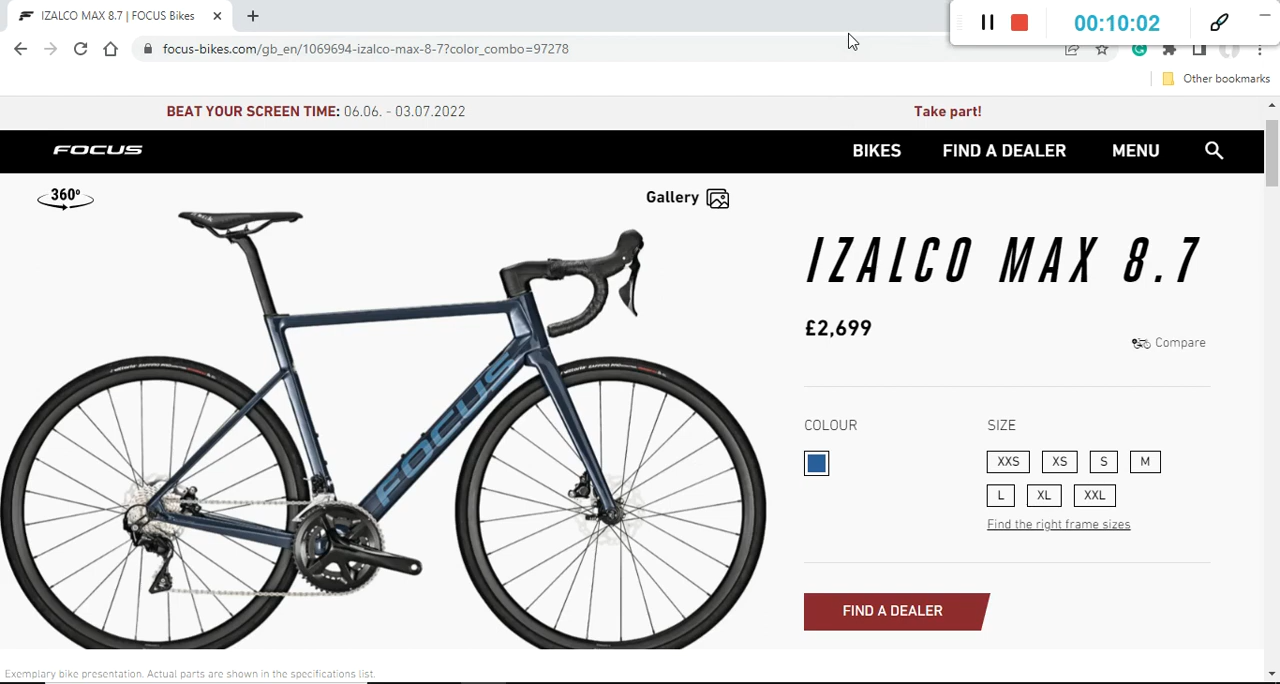 IZALCO MAX 8.7 | FOCUS Bikes
00:10:02
focus-bikes.com/gb_en/1069694-izalco-max-8-7?color_combo=97278
Other bookmarks
BEAT YOUR SCREEN TIME: 06.06. - 03.07.2022 Take part!
FOCUS BIKES FIND A DEALER MENU
360°
Gallery
IZALCO MAX 8.7
£2,699
Compare
COLOUR SIZE
XXS XS S M
L XL XXL
Find the right frame sizes
FIND A DEALER
FOCUS
Exemplary bike presentation. Actual parts are shown in the specifications list.